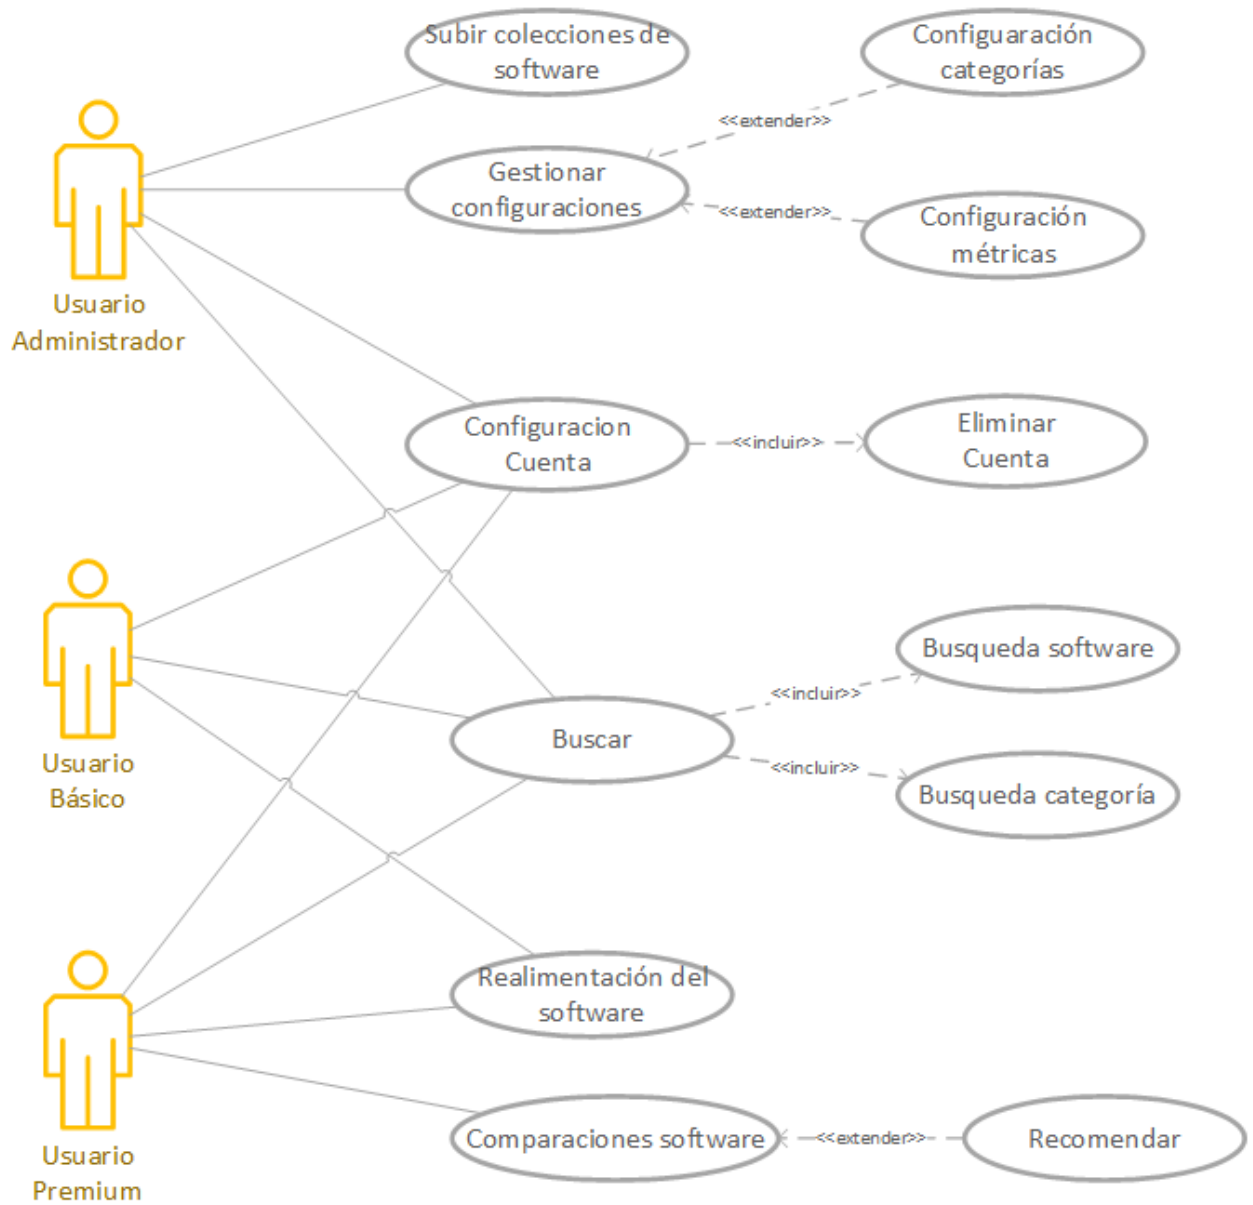 Subir colecciones de
software
Configuaración
categorías
<<extender>>
Gestionar
configuraciones
<<extender>>
Configuración
métricas
Usuario
Administrador
Configuracion
Cuenta
<<incluir>>
Eliminar
Cuenta
Busqueda software
<<incluir>>
Buscar
<<incluir>>
Busqueda categoría
Usuario
Básico
Realimentación del
software
Comparaciones software
<<extender>>
Recomendar
Usuario
Premium